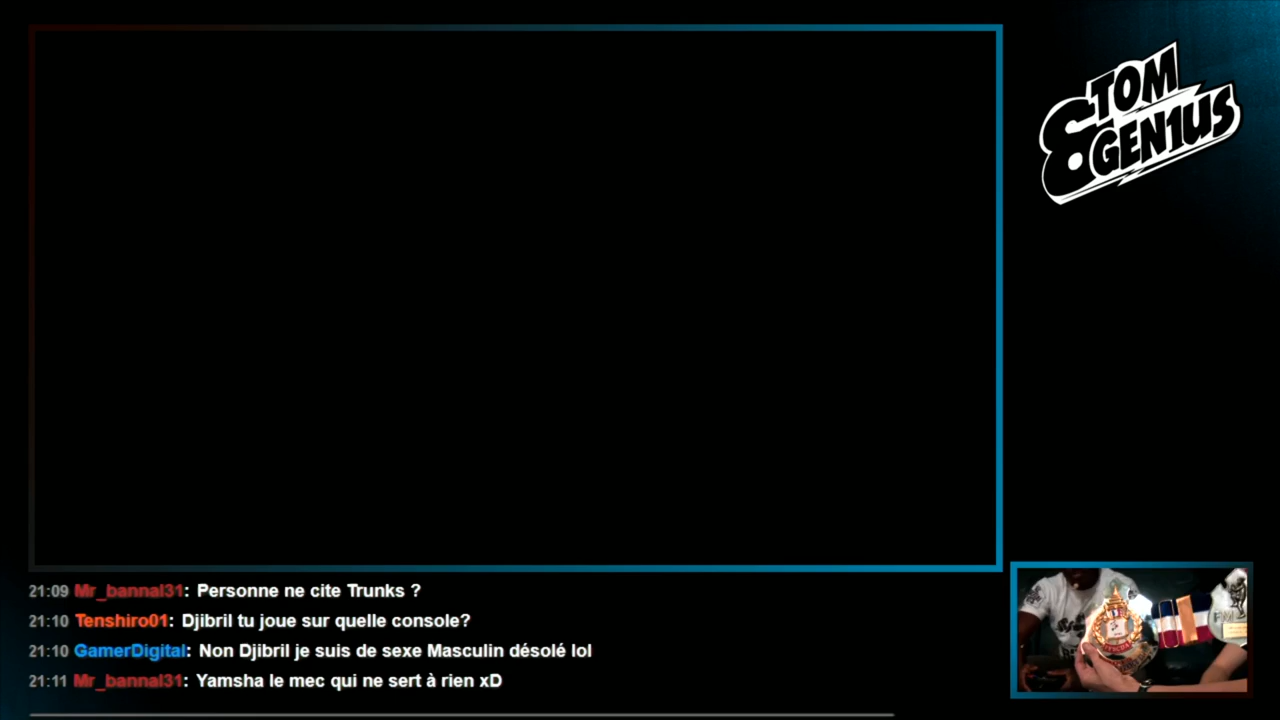 TOM
& GEN1US
21:09 Mr_bannal31: Personne ne cite Trunks ?
21:10 Tenshiro01: Djibril tu joue sur quelle console?
21:10 GamerDigital: Non Djibril je suis de sexe Masculin désolé lol
21:11 Mr_bannal31: Yamsha le mec qui ne sert à rien xD